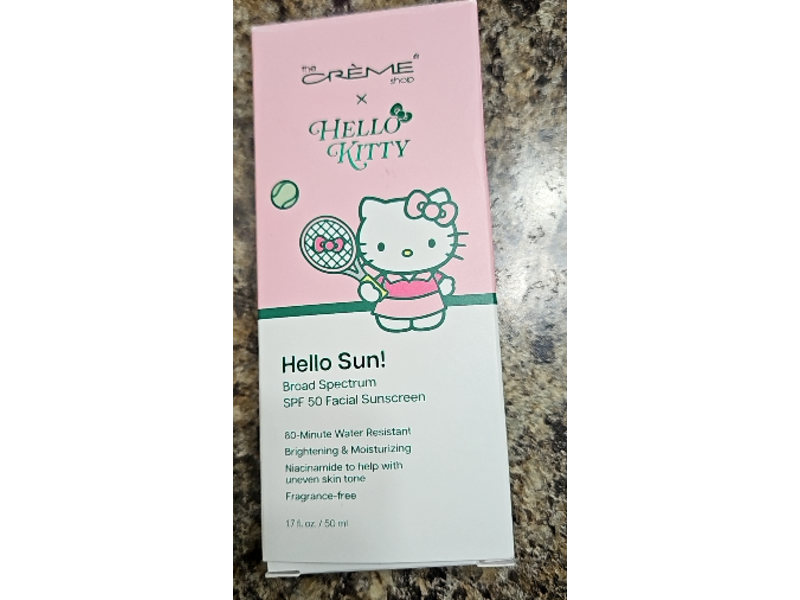 the
CRÈME®
shop
×
HELLO
KITTY
Hello Sun!
Broad Spectrum
SPF 50 Facial Sunscreen
80-Minute Water Resistant
Brightening & Moisturizing
Niacinamide to help with
uneven skin tone
Fragrance-free
1.7 fl. oz. / 50 ml